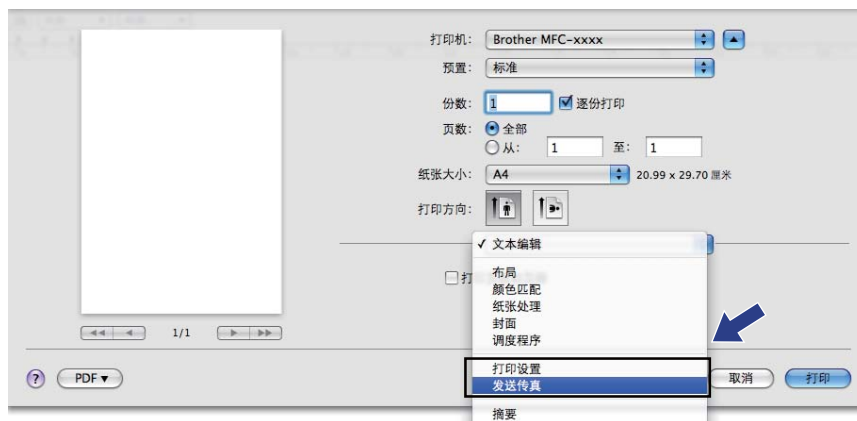 打印机: Brother MFC-xxxx
预置: 标准
份数: 1 逐份打印
页数: 全部
从: 1 至: 1
纸张大小: A4 20.99 x 29.70 厘米
打印方向:
✓ 文本编辑
打
布局
颜色匹配
纸张处理
封面
调度程序
1/1
打印设置
发送传真
? PDF▼ 取消 打印
摘要